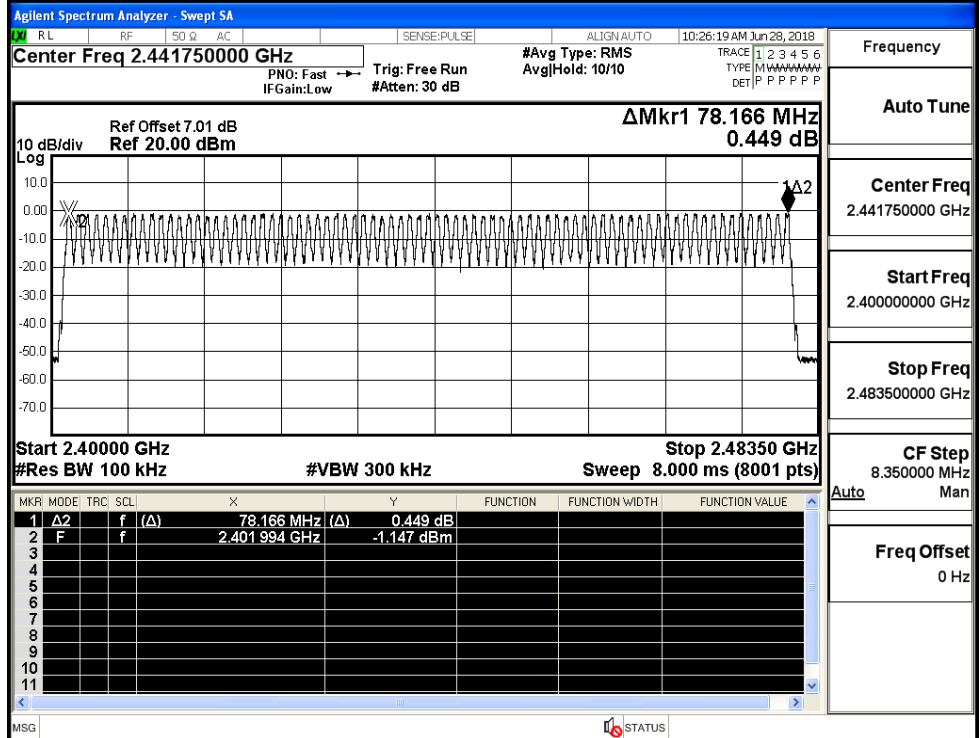 Agilent Spectrum Analyzer - Swept SA
LXI RL RF 50 Ω AC SENSE:PULSE ALIGN AUTO 10:26:19 AM Jun 28, 2018
Center Freq 2.441750000 GHz
PNO: Fast
IFGain:Low
Trig: Free Run
#Atten: 30 dB
#Avg Type: RMS
Avg|Hold: 10/10
TRACE 1 2 3 4 5 6
TYPE M WWWWW
DET P P P P P P
ΔMkr1 78.166 MHz
0.449 dB
Ref Offset 7.01 dB
10 dB/div Ref 20.00 dBm
Log
10.0
0.00
-10.0
-20.0
-30.0
-40.0
-50.0
-60.0
-70.0
1Δ2
2
Start 2.40000 GHz Stop 2.48350 GHz
#Res BW 100 kHz #VBW 300 kHz Sweep 8.000 ms (8001 pts)
MKR MODE TRC SCL X Y FUNCTION FUNCTION WIDTH FUNCTION VALUE
1 Δ2 f (Δ) 78.166 MHz (Δ) 0.449 dB
2 F f 2.401 994 GHz -1.147 dBm
3
4
5
6
7
8
9
10
11
MSG STATUS
Frequency
Auto Tune
Center Freq
2.441750000 GHz
Start Freq
2.400000000 GHz
Stop Freq
2.483500000 GHz
CF Step
8.350000 MHz
Auto Man
Freq Offset
0 Hz